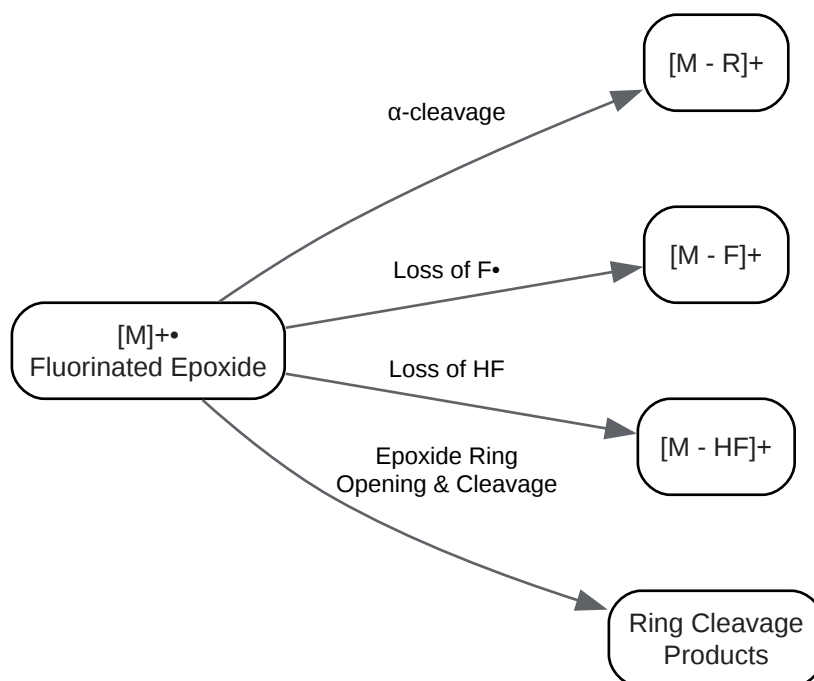 [M - R]+
α-cleavage
[M - F]+
Loss of F•
[M]+•
Fluorinated Epoxide
Loss of HF
[M - HF]+
Epoxide Ring
Opening & Cleavage
Ring Cleavage
Products